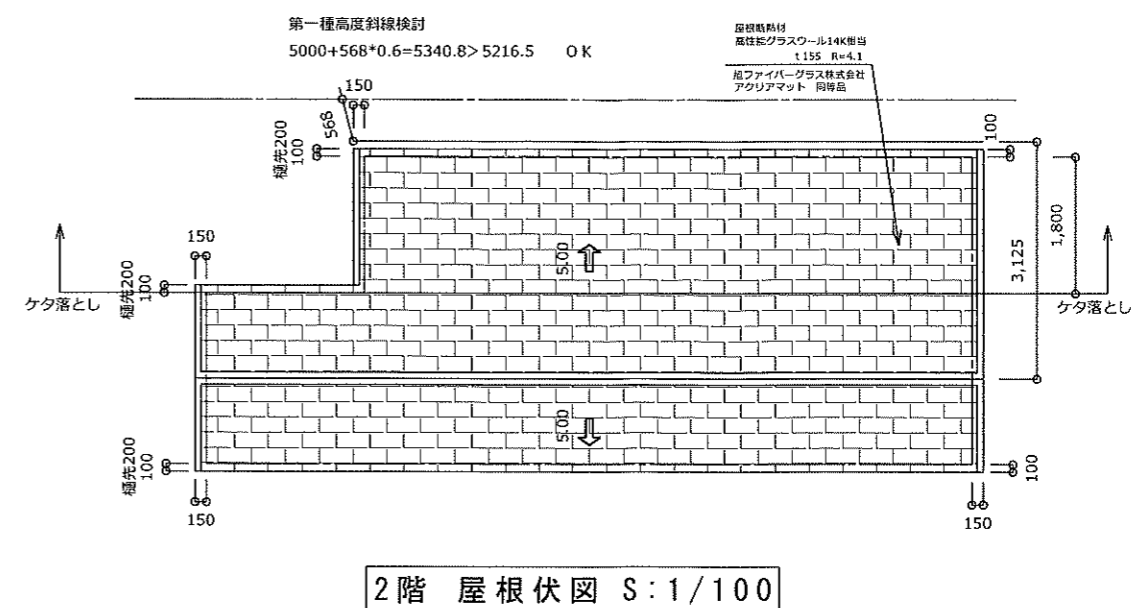 第一種高度斜線検討
5000+568*0.6=5340.8>5216.5 OK
屋根断熱材
高性能グラスウール14K相当
t155 R=4.1
旭ファイバーグラス株式会社
アクリアマット 同等品
150
568
樋先200
100
100
1,800
3,125
5.00
150
樋先200
100
ケタ落とし
ケタ落とし
5.00
樋先200
100
100
150
150
2階 屋根伏図 S:1/100